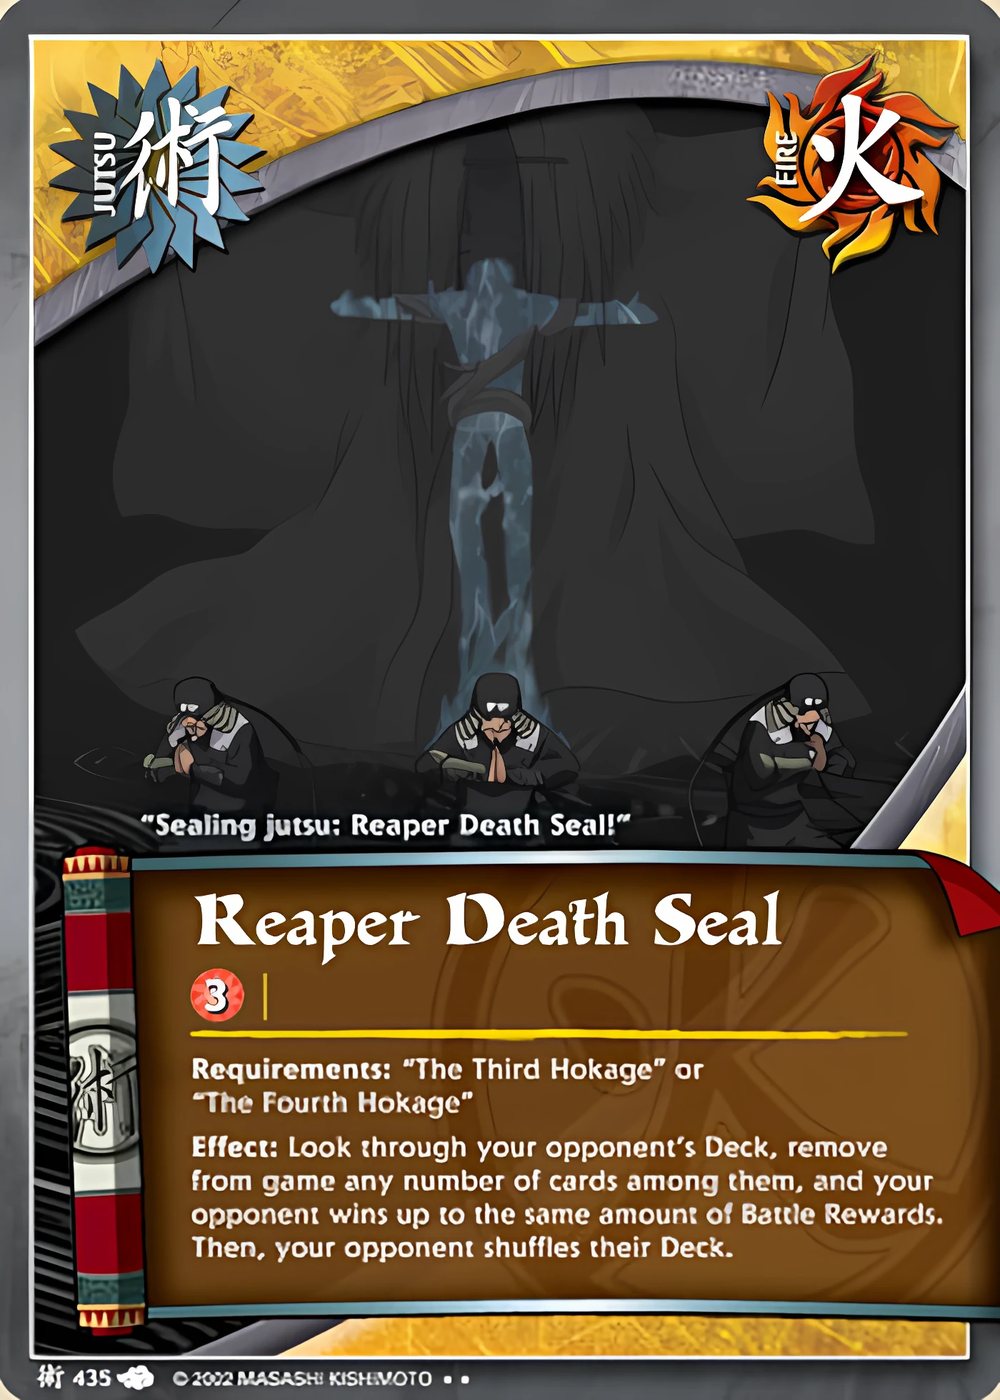 JUTSU 術
FIRE 火
"Sealing jutsu: Reaper Death Seal!"
Reaper Death Seal
3
術
Requirements: "The Third Hokage" or
"The Fourth Hokage"
Effect: Look through your opponent's Deck, remove
from game any number of cards among them, and your
opponent wins up to the same amount of Battle Rewards.
Then, your opponent shuffles their Deck.
術 435 © 2002 MASASHI KISHIMOTO